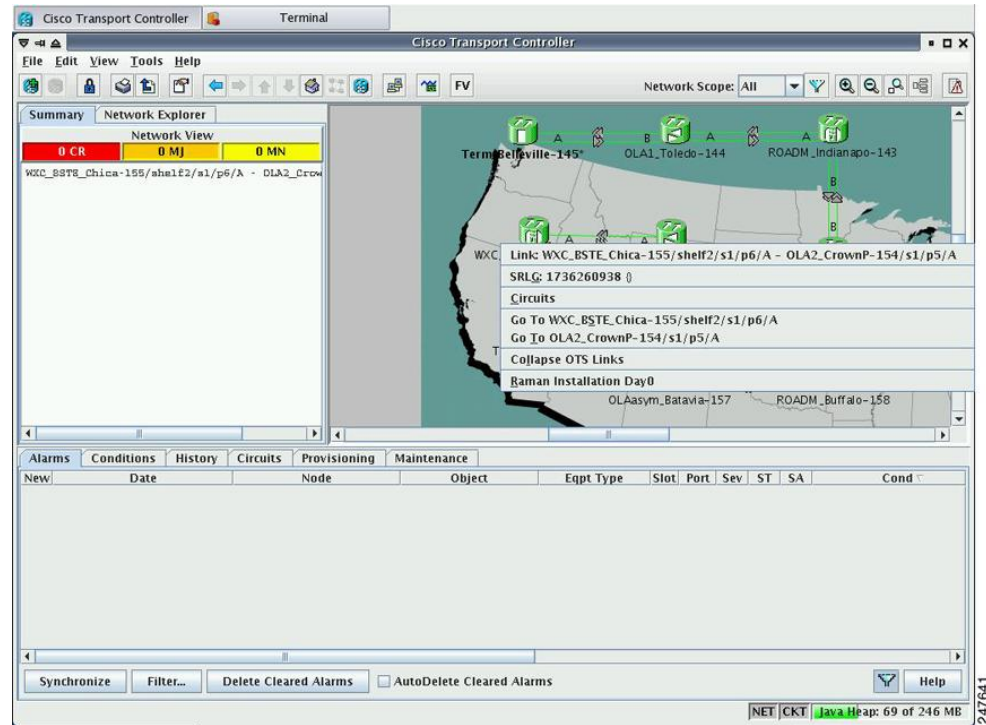 Cisco Transport Controller
Terminal
Cisco Transport Controller
File Edit View Tools Help
FV
Network Scope: All
Summary Network Explorer
Network View
0 CR 0 MJ 0 MN
WXC_BSTE_Chica-155/shelf2/s1/p6/A - OLA2_Crow
A B A A
Term_Belleville-145* OLA1_Toledo-144 ROADM_Indianapo-143
B
B
A A
WXC_
Link: WXC_BSTE_Chica-155/shelf2/s1/p6/A - OLA2_CrownP-154/s1/p5/A
SRLG: 1736260938 ()
Circuits
Go To WXC_BSTE_Chica-155/shelf2/s1/p6/A
Go To OLA2_CrownP-154/s1/p5/A
T
Collapse OTS Links
Raman Installation Day0
OLAasym_Batavia-157 ROADM_Buffalo-158
Alarms Conditions History Circuits Provisioning Maintenance
New Date Node Object Eqpt Type Slot Port Sev ST SA Cond
Synchronize Filter... Delete Cleared Alarms AutoDelete Cleared Alarms Help
NET CKT Java Heap: 69 of 246 MB
247641